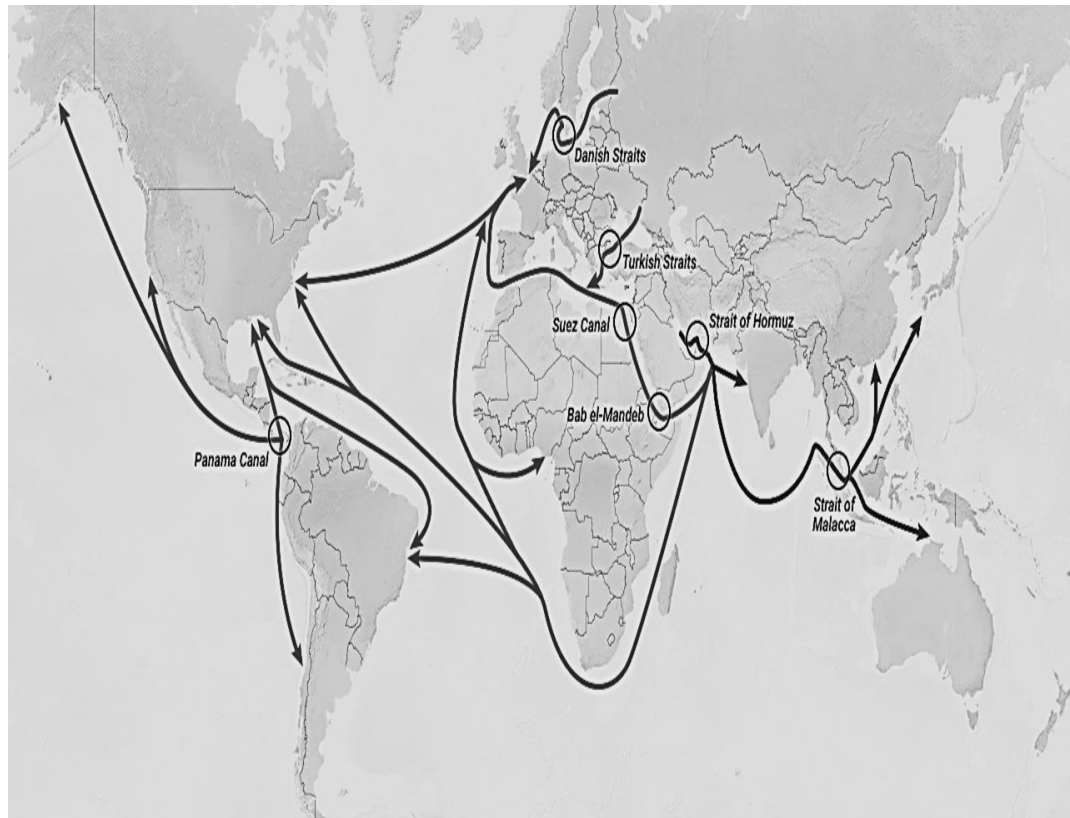 Danish Straits
Turkish Straits
Suez Canal
Strait of Hormuz
Bab el-Mandeb
Panama Canal
Strait of
Malacca